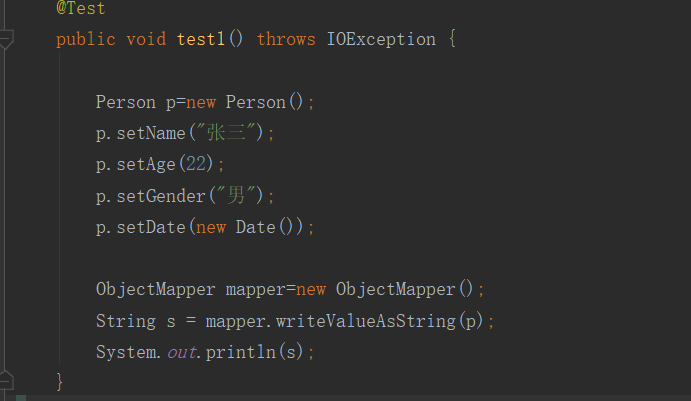 @Test
public void test1() throws IOException {
Person p=new Person();
p.setName("张三");
p.setAge(22);
p.setGender("男");
p.setDate(new Date());
ObjectMapper mapper=new ObjectMapper();
String s = mapper.writeValueAsString(p);
System.out.println(s);
}